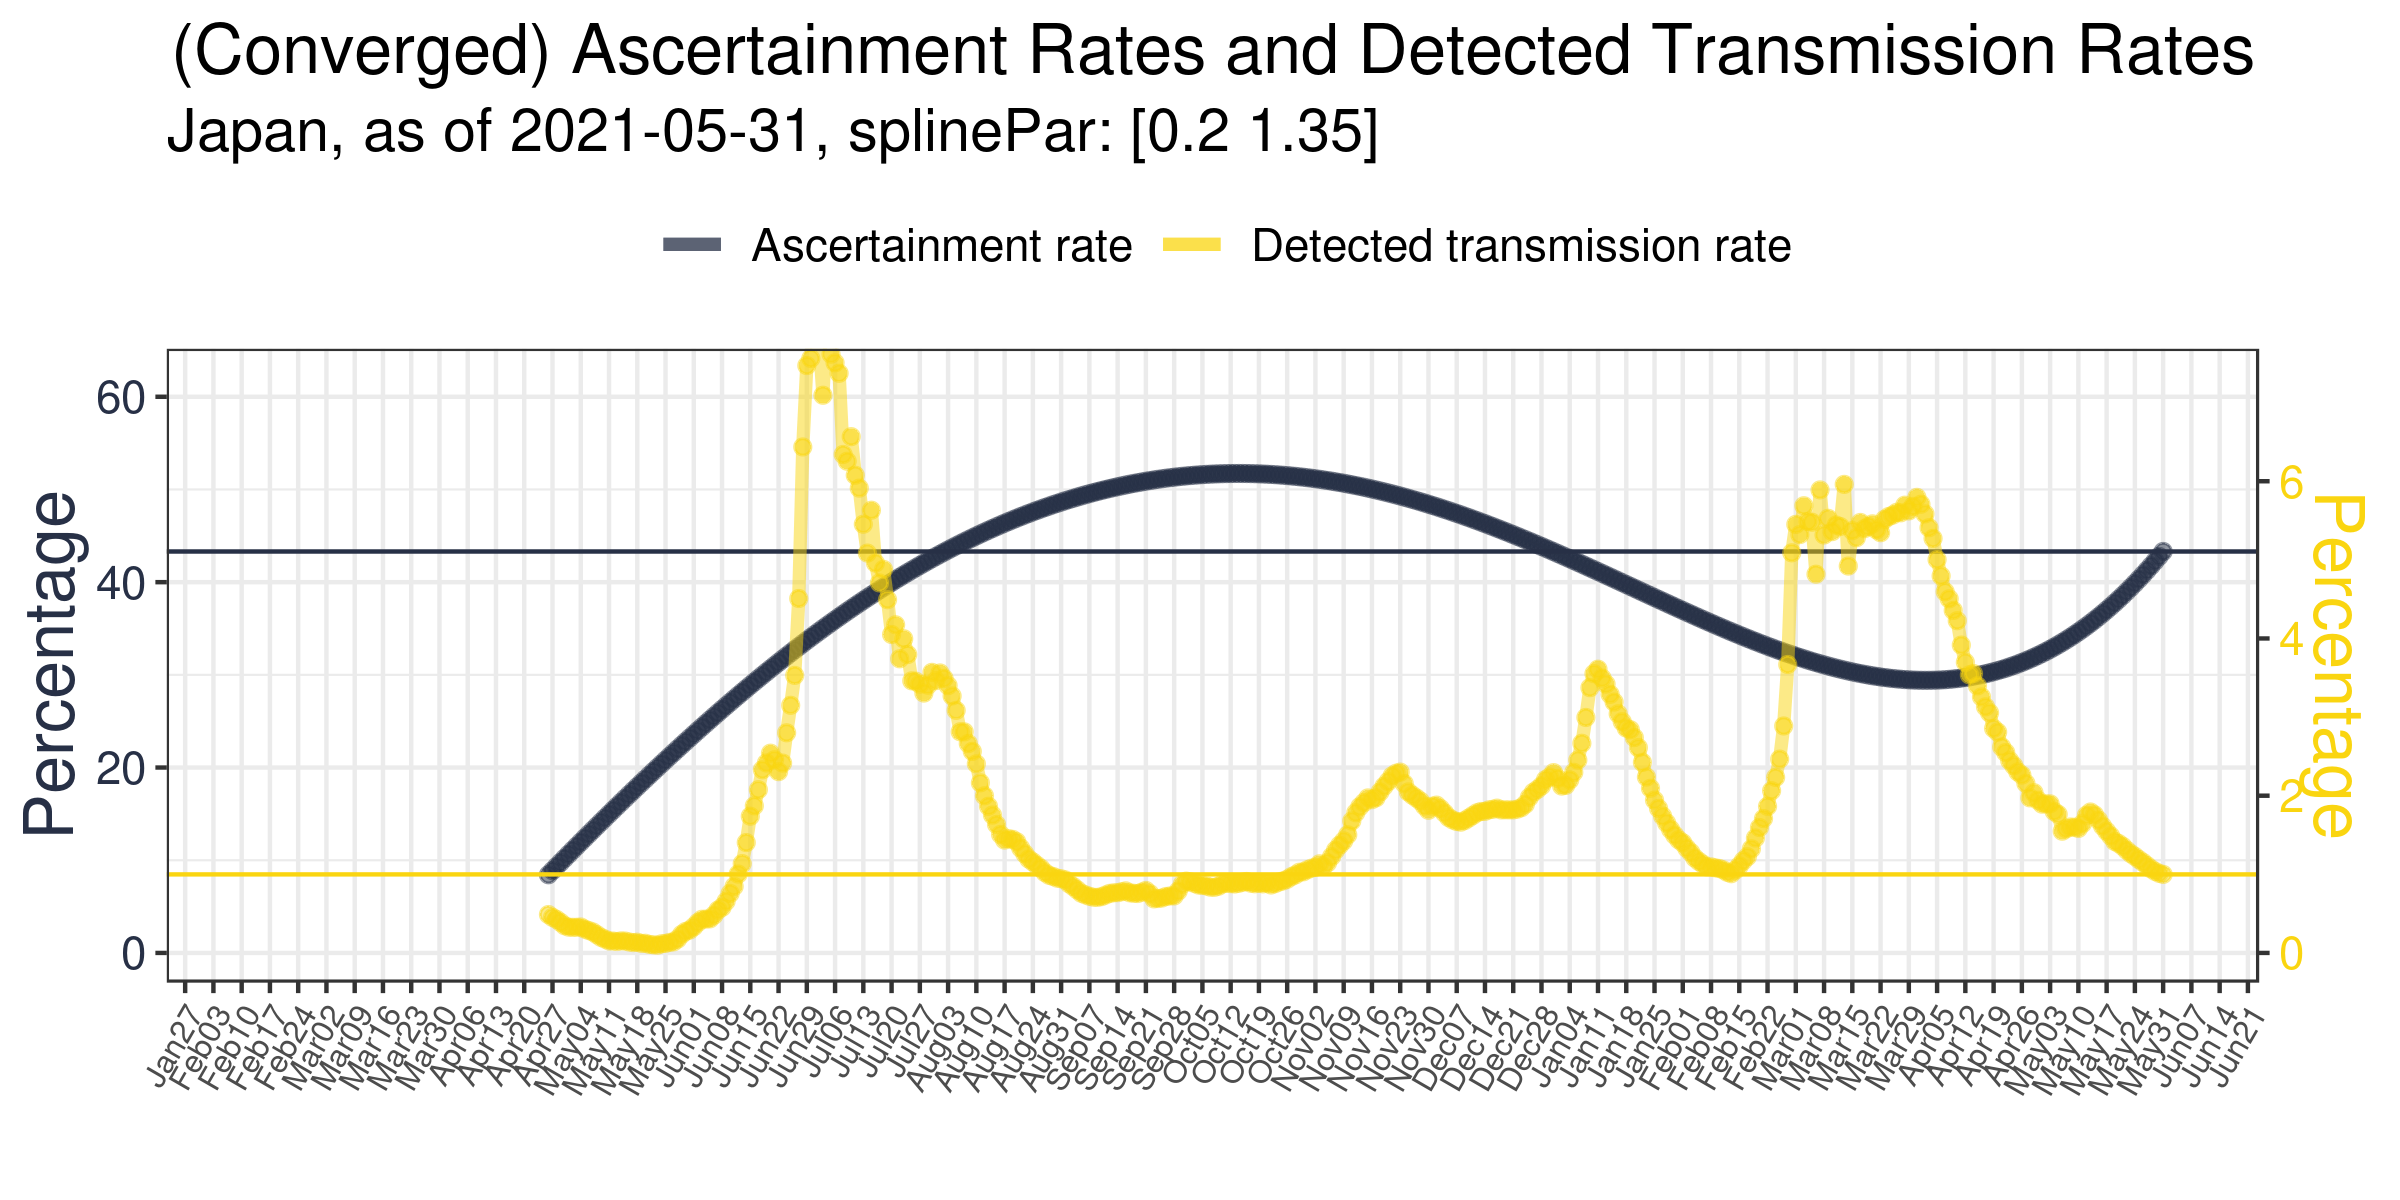 (Converged) Ascertainment Rates and Detected Transmission Rates
Japan, as of 2021-05-31, splinePar: [0.2 1.35]
Ascertainment rate Detected transmission rate
Percentage
60
40
20
0
6
4
2
0
Percentage
Jan27 Feb03 Feb10 Feb17 Feb24 Mar02 Mar09 Mar16 Mar23 Mar30 Apr06 Apr13 Apr20 Apr27 May04 May11 May18 May25 Jun01 Jun08 Jun15 Jun22 Jun29 Jul06 Jul13 Jul20 Jul27 Aug03 Aug10 Aug17 Aug24 Aug31 Sep07 Sep14 Sep21 Sep28 Oct05 Oct12 Oct19 Oct26 Nov02 Nov09 Nov16 Nov23 Nov30 Dec07 Dec14 Dec21 Dec28 Jan04 Jan11 Jan18 Jan25 Feb01 Feb08 Feb15 Feb22 Mar01 Mar08 Mar15 Mar22 Mar29 Apr05 Apr12 Apr19 Apr26 May03 May10 May17 May24 May31 Jun07 Jun14 Jun21